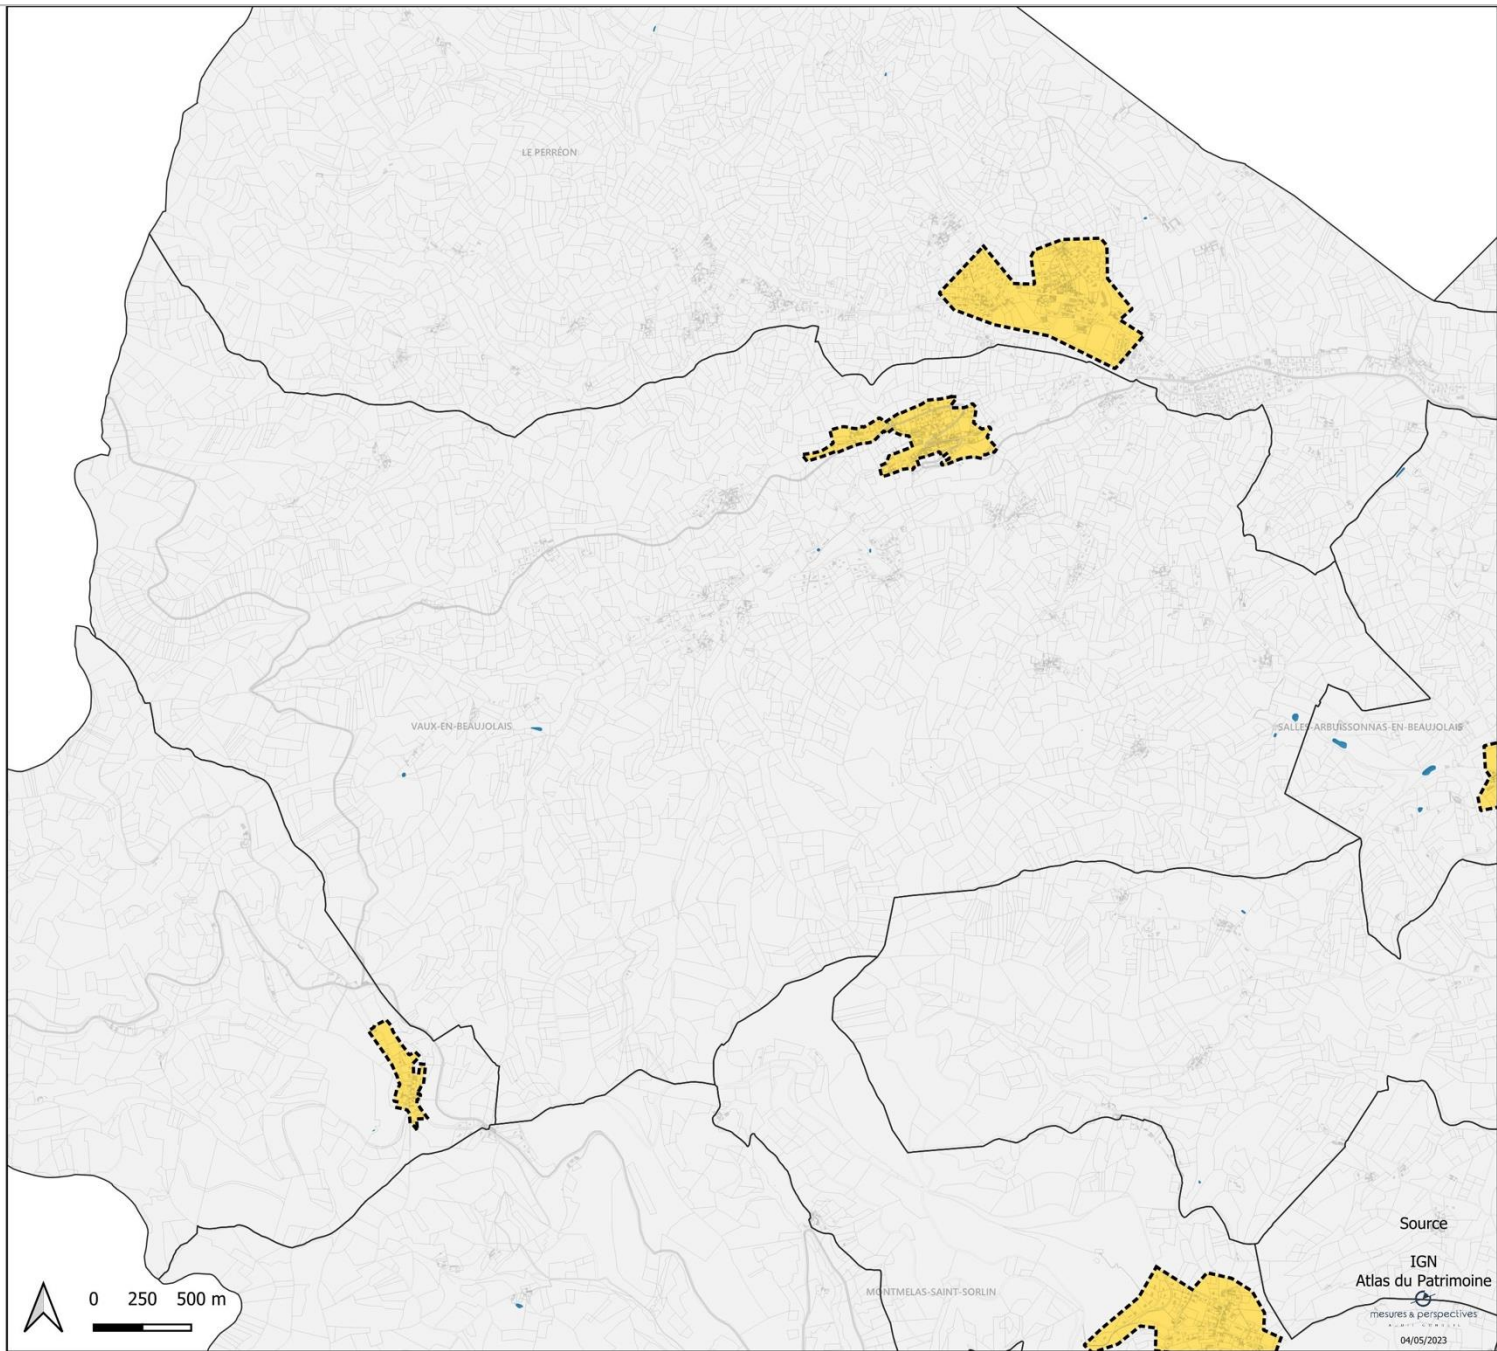 LE PERRÉON
VAUX-EN-BEAUJOLAIS
SALLES-ARBUISSONNAS-EN-BEAUJOLAIS
MONTMELAS-SAINT-SORLIN
Source
IGN
Atlas du Patrimoine
mesures & perspectives
04/05/2023
0 250 500 m